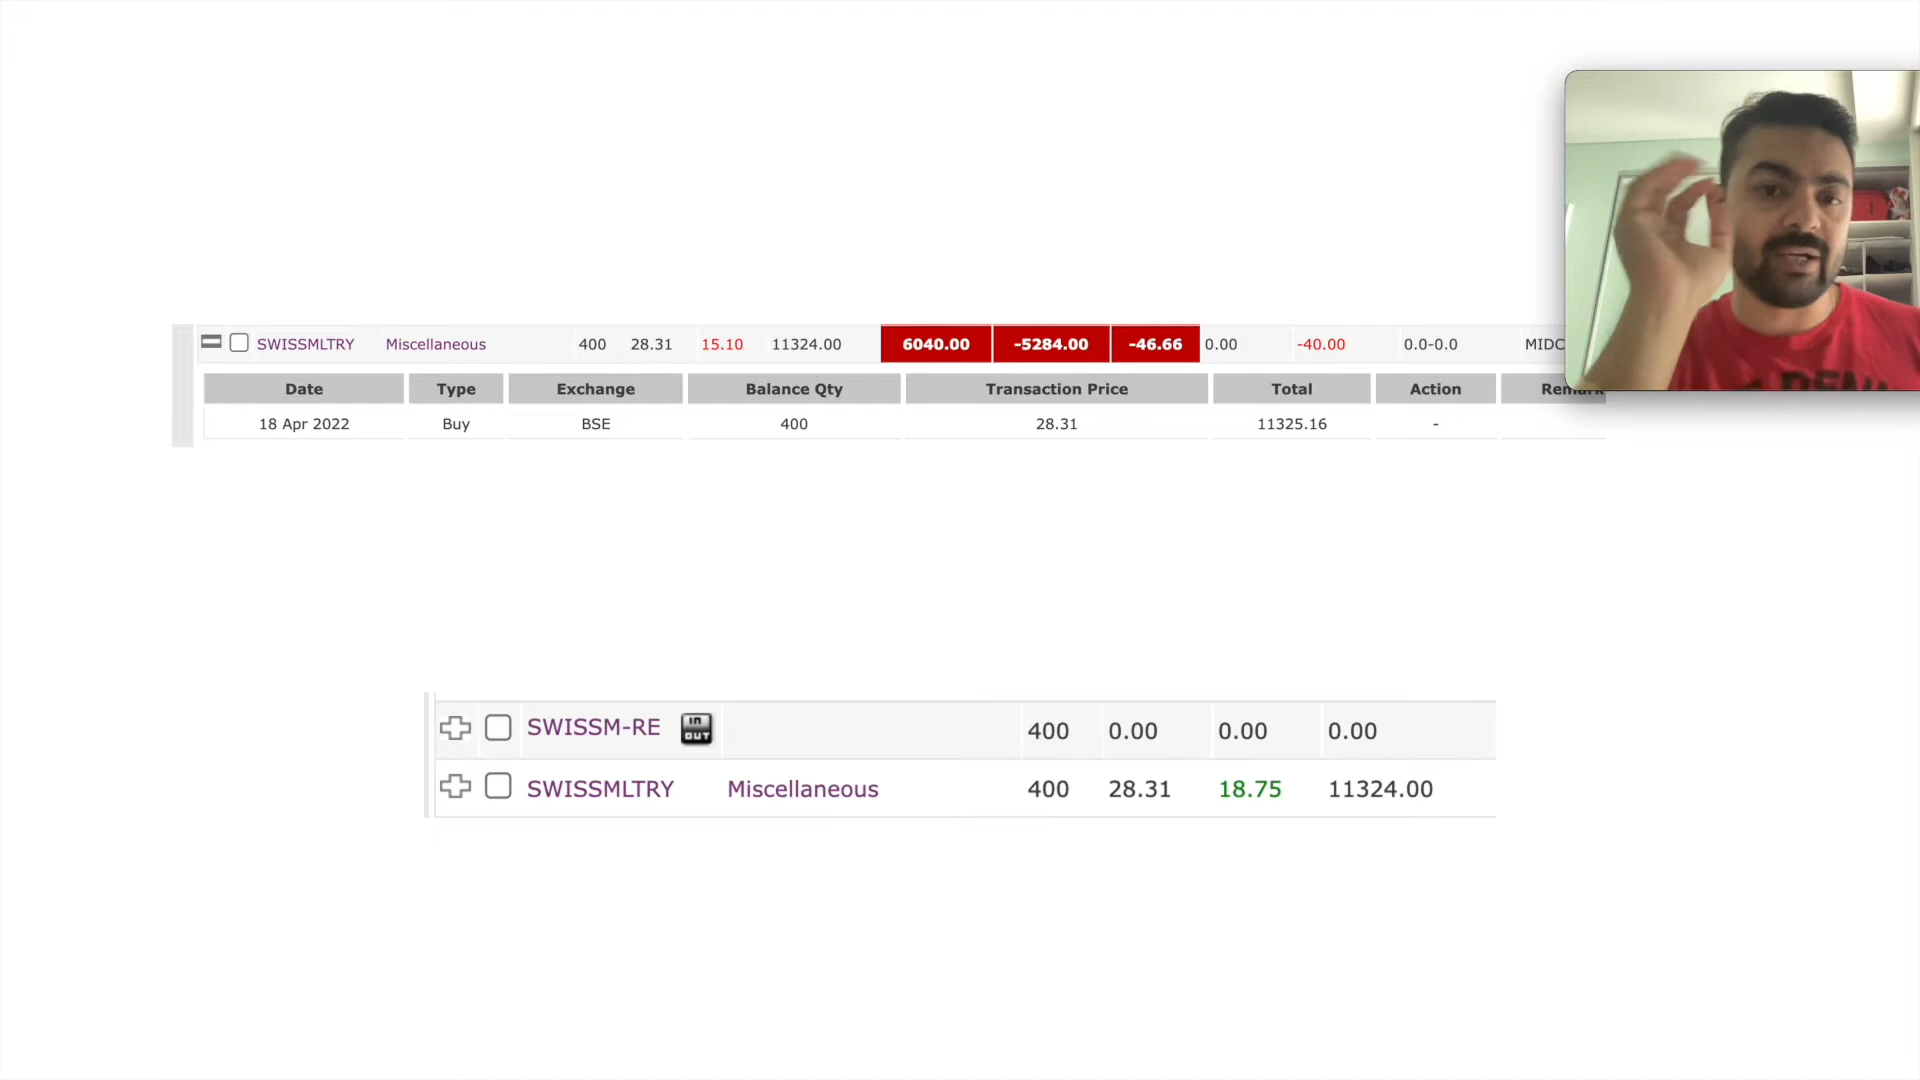 SWISSMLTRY Miscellaneous 400 28.31 15.10 11324.00 6040.00 -5284.00 -46.66 0.00 -40.00 0.0-0.0 MIDC
Date Type Exchange Balance Qty Transaction Price Total Action Remark
18 Apr 2022 Buy BSE 400 28.31 11325.16 -
SWISSM-RE IN OUT 400 0.00 0.00 0.00
SWISSMLTRY Miscellaneous 400 28.31 18.75 11324.00